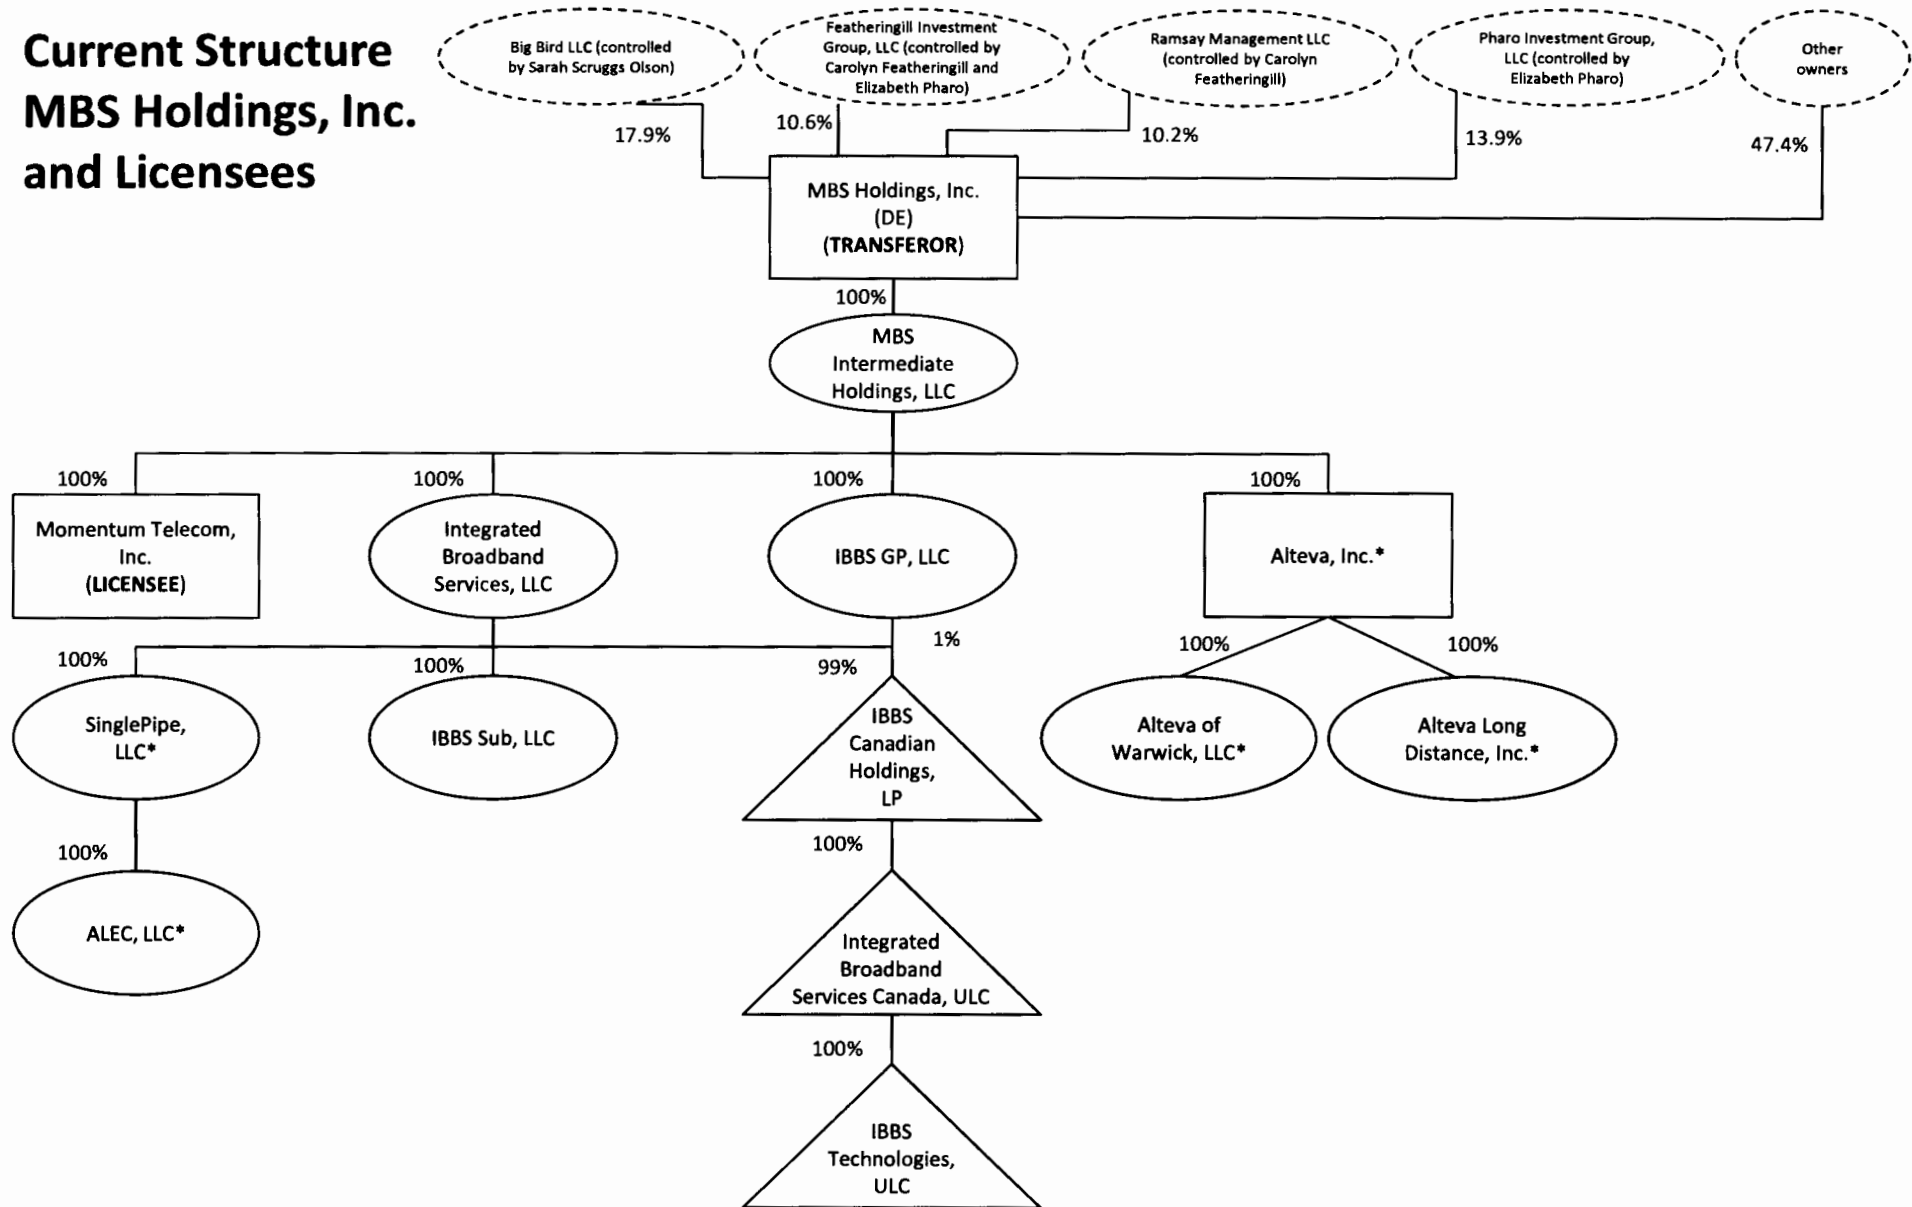 Current Structure
MBS Holdings, Inc.
and Licensees
Big Bird LLC (controlled
by Sarah Scruggs Olson)
Featheringill Investment
Group, LLC (controlled by
Carolyn Featheringill and
Elizabeth Pharo)
Ramsay Management LLC
(controlled by Carolyn
Featheringill)
Pharo Investment Group,
LLC (controlled by
Elizabeth Pharo)
Other
owners
17.9%
10.6%
10.2%
13.9%
47.4%
MBS Holdings, Inc.
(DE)
(TRANSFEROR)
100%
MBS
Intermediate
Holdings, LLC
100%
100%
100%
100%
Momentum Telecom,
Inc.
(LICENSEE)
Integrated
Broadband
Services, LLC
IBBS GP, LLC
Alteva, Inc.*
100%
100%
99%
1%
100%
100%
SinglePipe,
LLC*
IBBS Sub, LLC
IBBS
Canadian
Holdings,
LP
Alteva of
Warwick, LLC*
Alteva Long
Distance, Inc.*
100%
100%
ALEC, LLC*
Integrated
Broadband
Services Canada, ULC
100%
IBBS
Technologies,
ULC